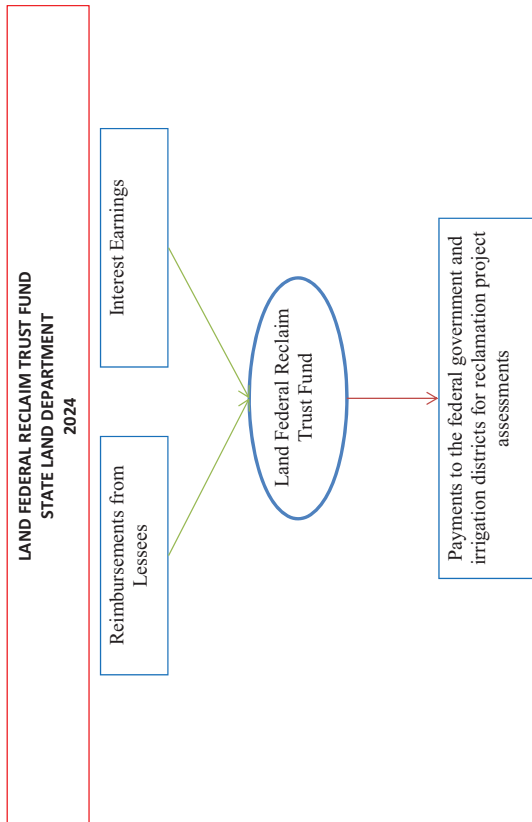 LAND FEDERAL RECLAIM TRUST FUND
STATE LAND DEPARTMENT
2024
Reimbursements from
Lessees
Interest Earnings
Land Federal Reclaim
Trust Fund
Payments to the federal government and
irrigation districts for reclamation project
assessments